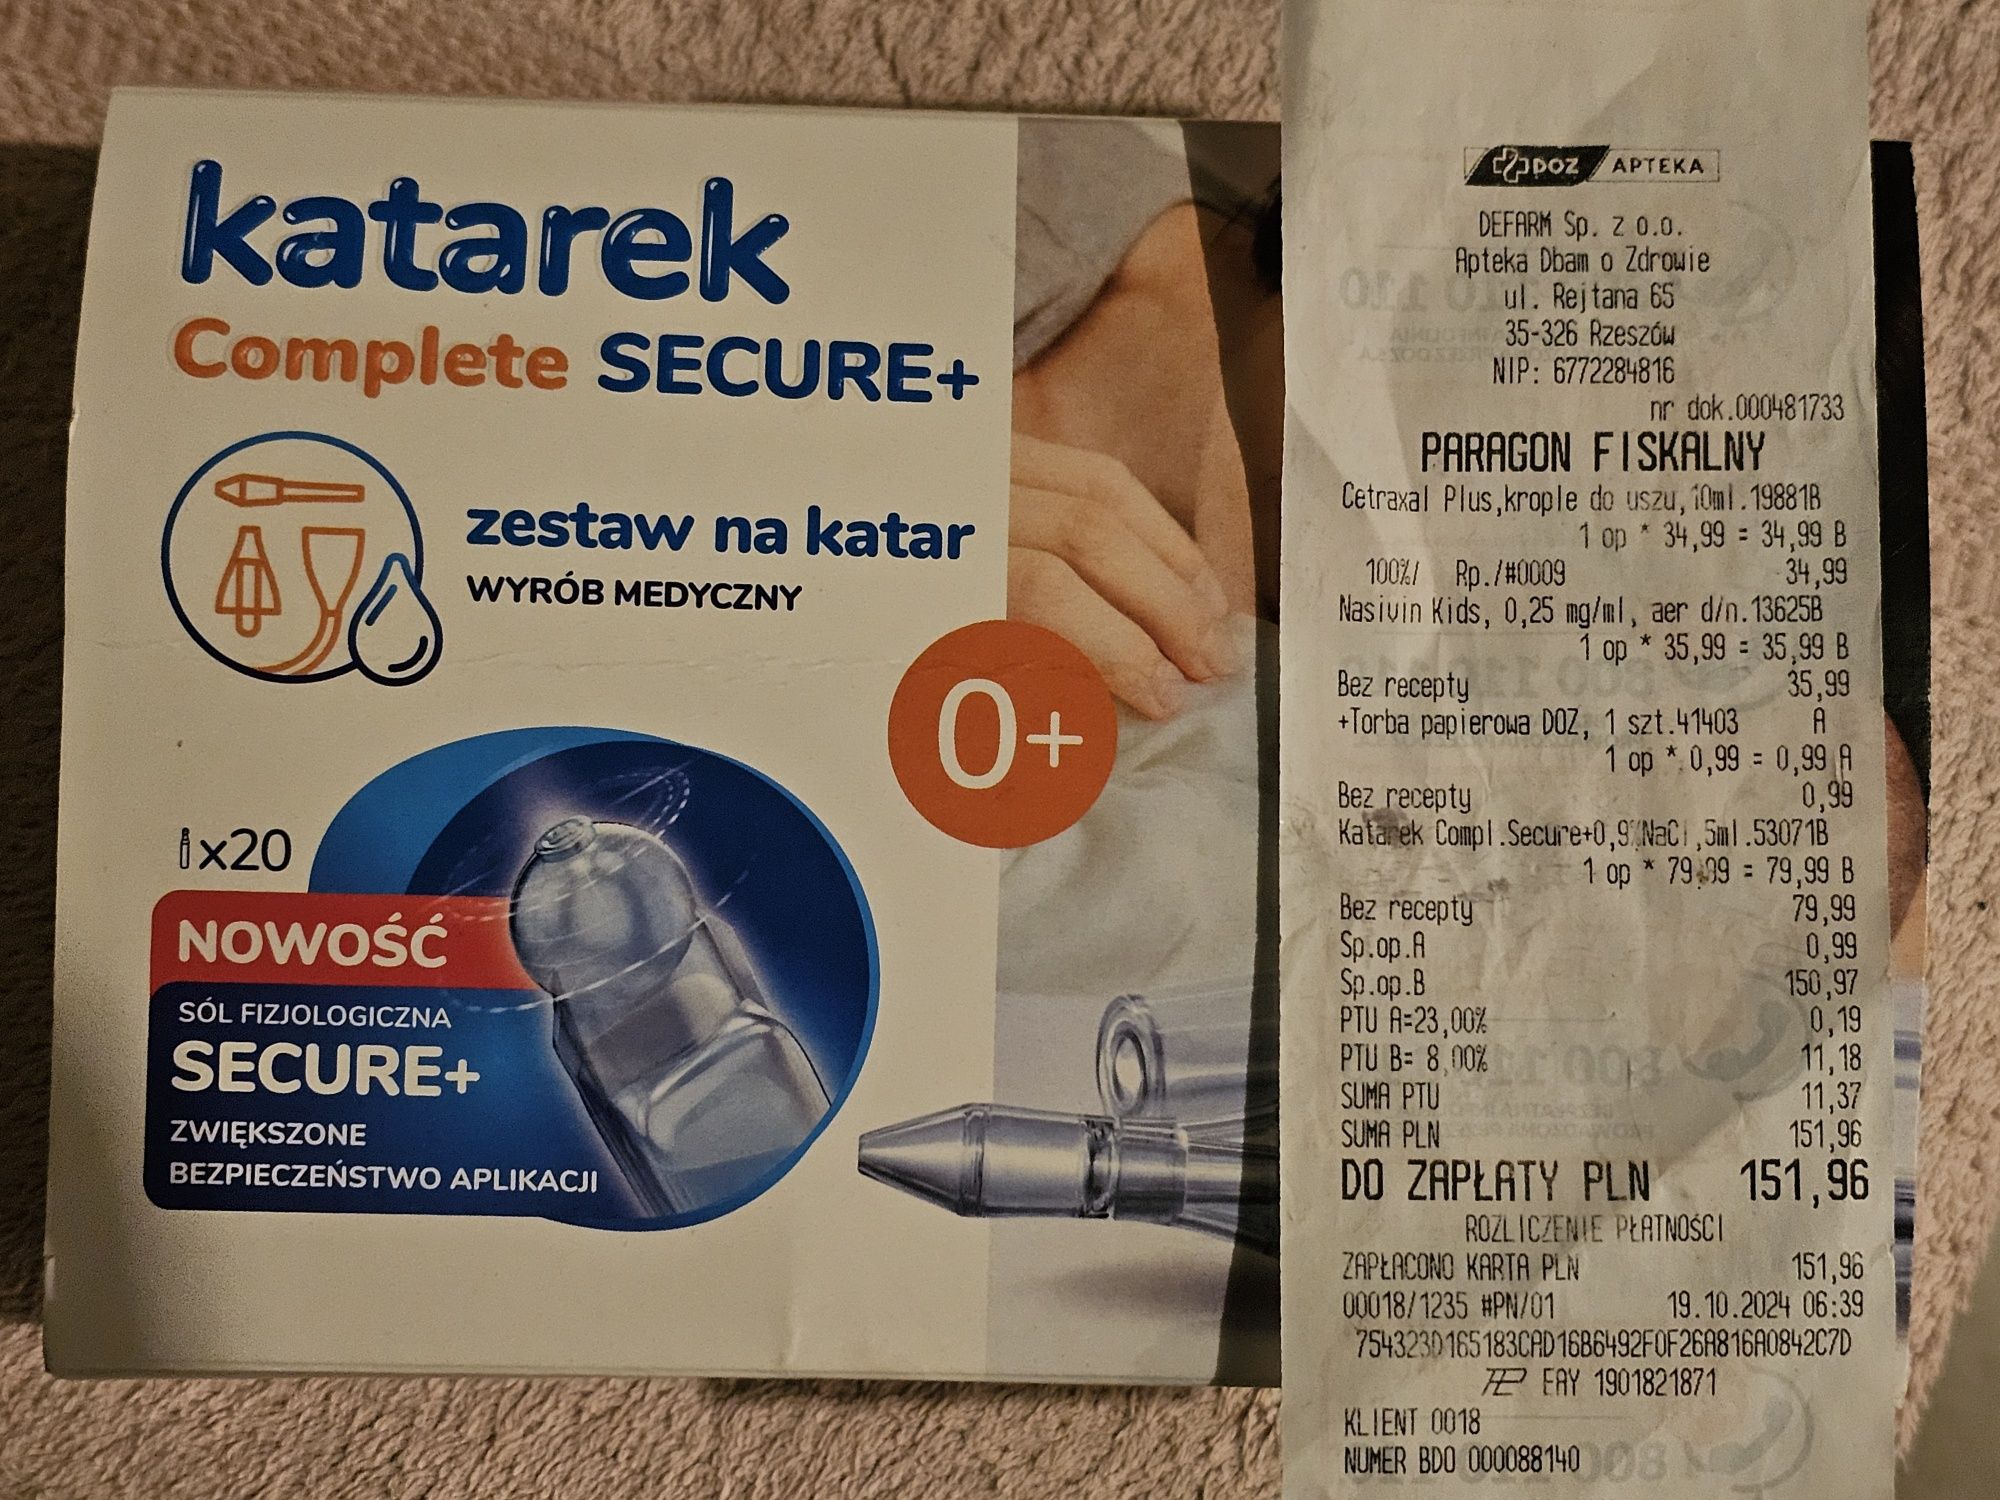 katarek
Complete SECURE+
zestaw na katar
WYRÓB MEDYCZNY
0+
x20
NOWOŚĆ
SÓL FIZJOLOGICZNA
SECURE+
ZWIĘKSZONE
BEZPIECZEŃSTWO APLIKACJI
DOZ APTEKA
DEFARM Sp. z o.o.
Apteka Dbam o Zdrowie
ul. Rejtana 65
35-326 Rzeszów
NIP: 6772284816
nr dok.000481733
PARAGON FISKALNY
Cetraxal Plus,krople do uszu,10ml.19881B
1 op * 34,99 = 34,99 B
100%/ Rp./#0009 34,99
Nasivin Kids, 0,25 mg/ml, aer d/n.13625B
1 op * 35,99 = 35,99 B
Bez recepty 35,99
+Torba papierowa DOZ, 1 szt.41403 A
1 op * 0,99 = 0,99 A
Bez recepty 0,99
Katarek Compl.Secure+0,9%NaCl,5ml.53071B
1 op * 79,99 = 79,99 B
Bez recepty 79,99
Sp.op.A 0,99
Sp.op.B 150,97
PTU A=23,00% 0,19
PTU B= 8,00% 11,18
SUMA PTU 11,37
SUMA PLN 151,96
DO ZAPŁATY PLN 151,96
ROZLICZENIE PŁATNOŚCI
ZAPŁACONO KARTA PLN 151,96
00018/1235 #PN/01 19.10.2024 06:39
754323D165183CAD16B6492F0F26A816A0842C7D
EAY 1901821871
KLIENT 0018
NUMER BDO 000088140